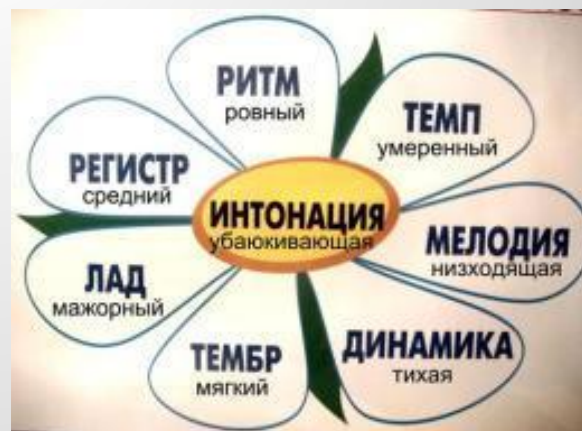 РИТМ
ровный
ТЕМП
умеренный
РЕГИСТР
средний
ИНТОНАЦИЯ
убаюкивающая
МЕЛОДИЯ
низходящая
ЛАД
мажорный
ТЕМБР
мягкий
ДИНАМИКА
тихая